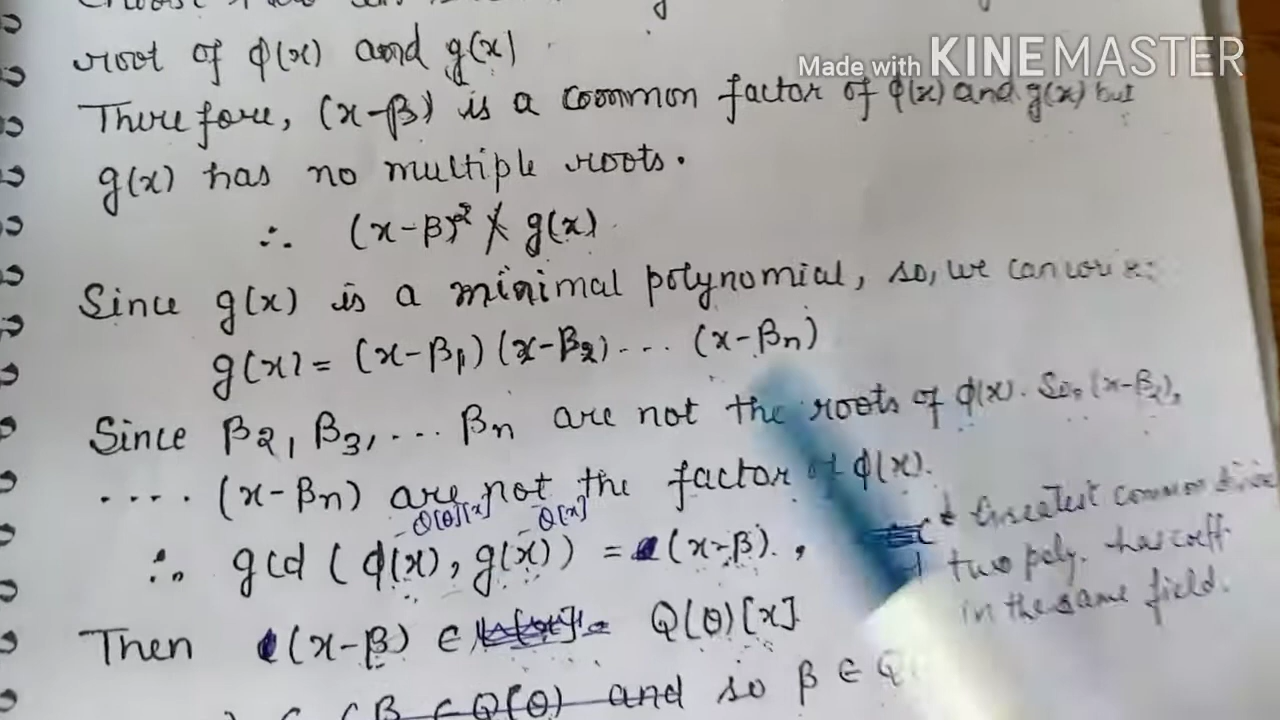 root of φ(x) and g(x).
Made with KINEMASTER
Therefore, (x-β) is a common factor of φ(x) and g(x) but
g(x) has no multiple roots.
∴ (x-β)² ∤ g(x)
Since g(x) is a minimal polynomial, so, we can
g(x) = (x-β₁) (x-β₂) ... (x-βn)
Since β₂, β₃, ... βn are not the roots of φ(x). So, (x-β₂),
.... (x-βn) are not the factor of φ(x).
Q(θ)[x] Q[x]
∴ gcd (φ(x), g(x)) = (x-β),
Greatest common
two poly. has coeff.
in the same field.
Then (x-β) ∈ Q(θ)[x].
β ∈ Q(θ) and so β ∈ Q